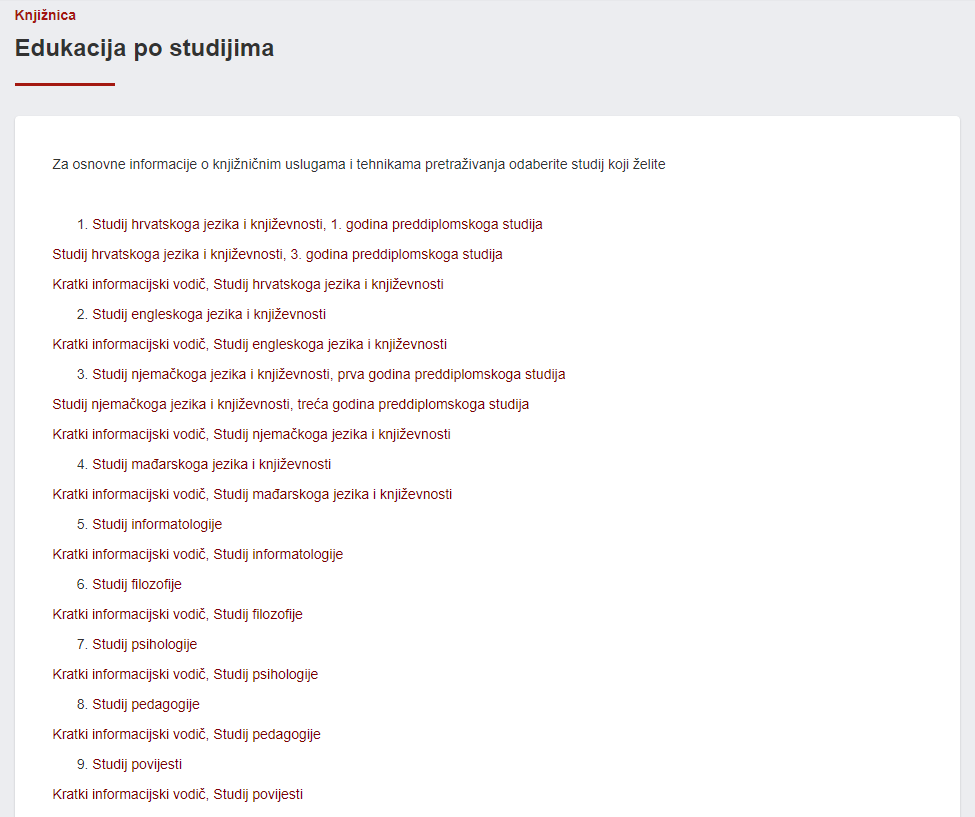 Knjižnica
Edukacija po studijima
Za osnovne informacije o knjižničnim uslugama i tehnikama pretraživanja odaberite studij koji želite
1. Studij hrvatskoga jezika i književnosti, 1. godina preddiplomskoga studija
Studij hrvatskoga jezika i književnosti, 3. godina preddiplomskoga studija
Kratki informacijski vodič, Studij hrvatskoga jezika i književnosti
2. Studij engleskoga jezika i književnosti
Kratki informacijski vodič, Studij engleskoga jezika i književnosti
3. Studij njemačkoga jezika i književnosti, prva godina preddiplomskoga studija
Studij njemačkoga jezika i književnosti, treća godina preddiplomskoga studija
Kratki informacijski vodič, Studij njemačkoga jezika i književnosti
4. Studij mađarskoga jezika i književnosti
Kratki informacijski vodič, Studij mađarskoga jezika i književnosti
5. Studij informatologije
Kratki informacijski vodič, Studij informatologije
6. Studij filozofije
Kratki informacijski vodič, Studij filozofije
7. Studij psihologije
Kratki informacijski vodič, Studij psihologije
8. Studij pedagogije
Kratki informacijski vodič, Studij pedagogije
9. Studij povijesti
Kratki informacijski vodič, Studij povijesti